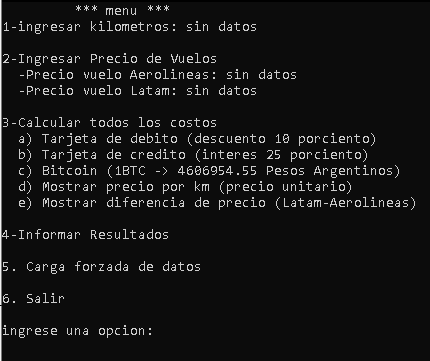 *** menu ***
1-ingresar kilometros: sin datos
2-Ingresar Precio de Vuelos
-Precio vuelo Aerolineas: sin datos
-Precio vuelo Latam: sin datos
3-Calcular todos los costos
a) Tarjeta de debito (descuento 10 porciento)
b) Tarjeta de credito (interes 25 porciento)
c) Bitcoin (1BTC -> 4606954.55 Pesos Argentinos)
d) Mostrar precio por km (precio unitario)
e) Mostrar diferencia de precio (Latam-Aerolineas)
4-Informar Resultados
5. Carga forzada de datos
6. Salir
ingrese una opcion: